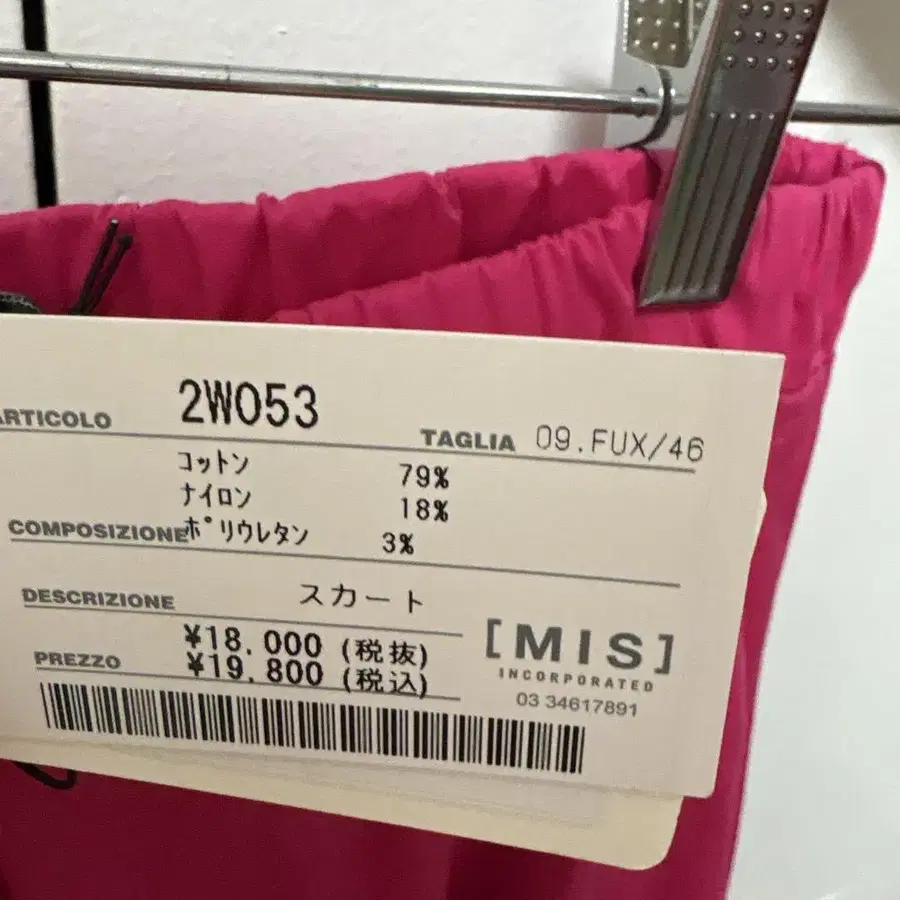 ARTICOLO 2W053
TAGLIA 09.FUX/46
コットン 79%
ナイロン 18%
COMPOSIZIONE ポリウレタン 3%
DESCRIZIONE スカート
¥18,000 (税抜)
PREZZO ¥19,800 (税込)
[MIS]
INCORPORATED
03 34617891